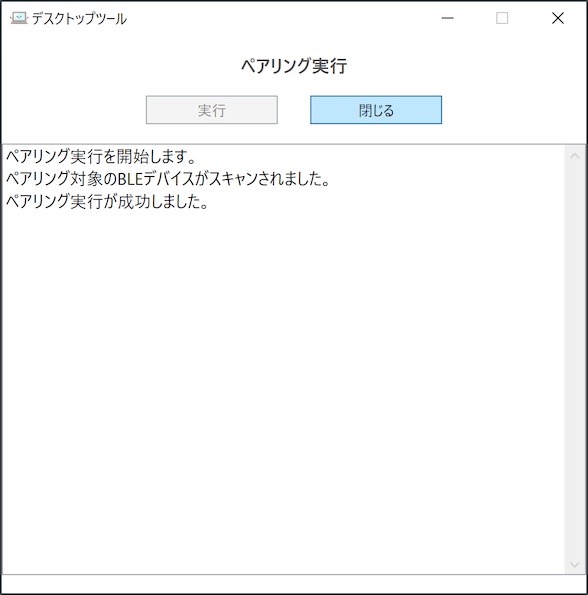 デスクトップツール
ペアリング実行
実行
閉じる
ペアリング実行を開始します。
ペアリング対象のBLEデバイスがスキャンされました。
ペアリング実行が成功しました。